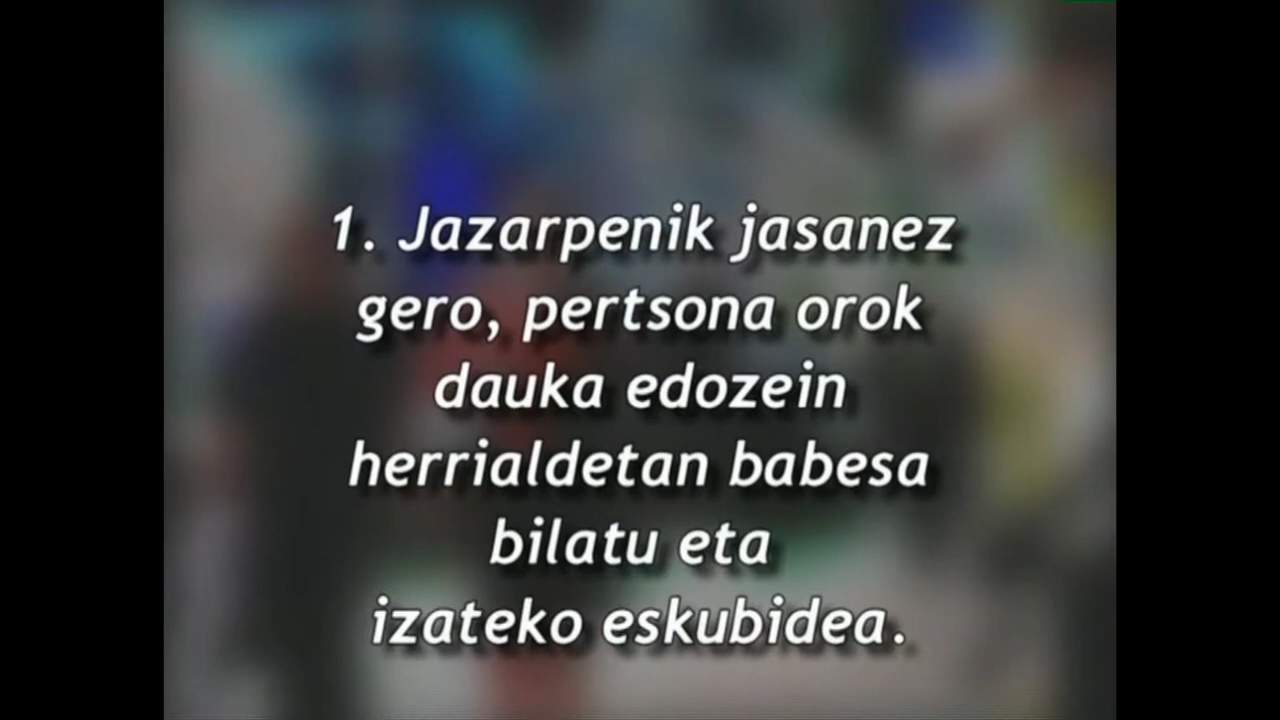 1. Jazarpenik jasanez
gero, pertsona orok
dauka edozein
herrialdetan babesa
bilatu eta
izateko eskubidea.